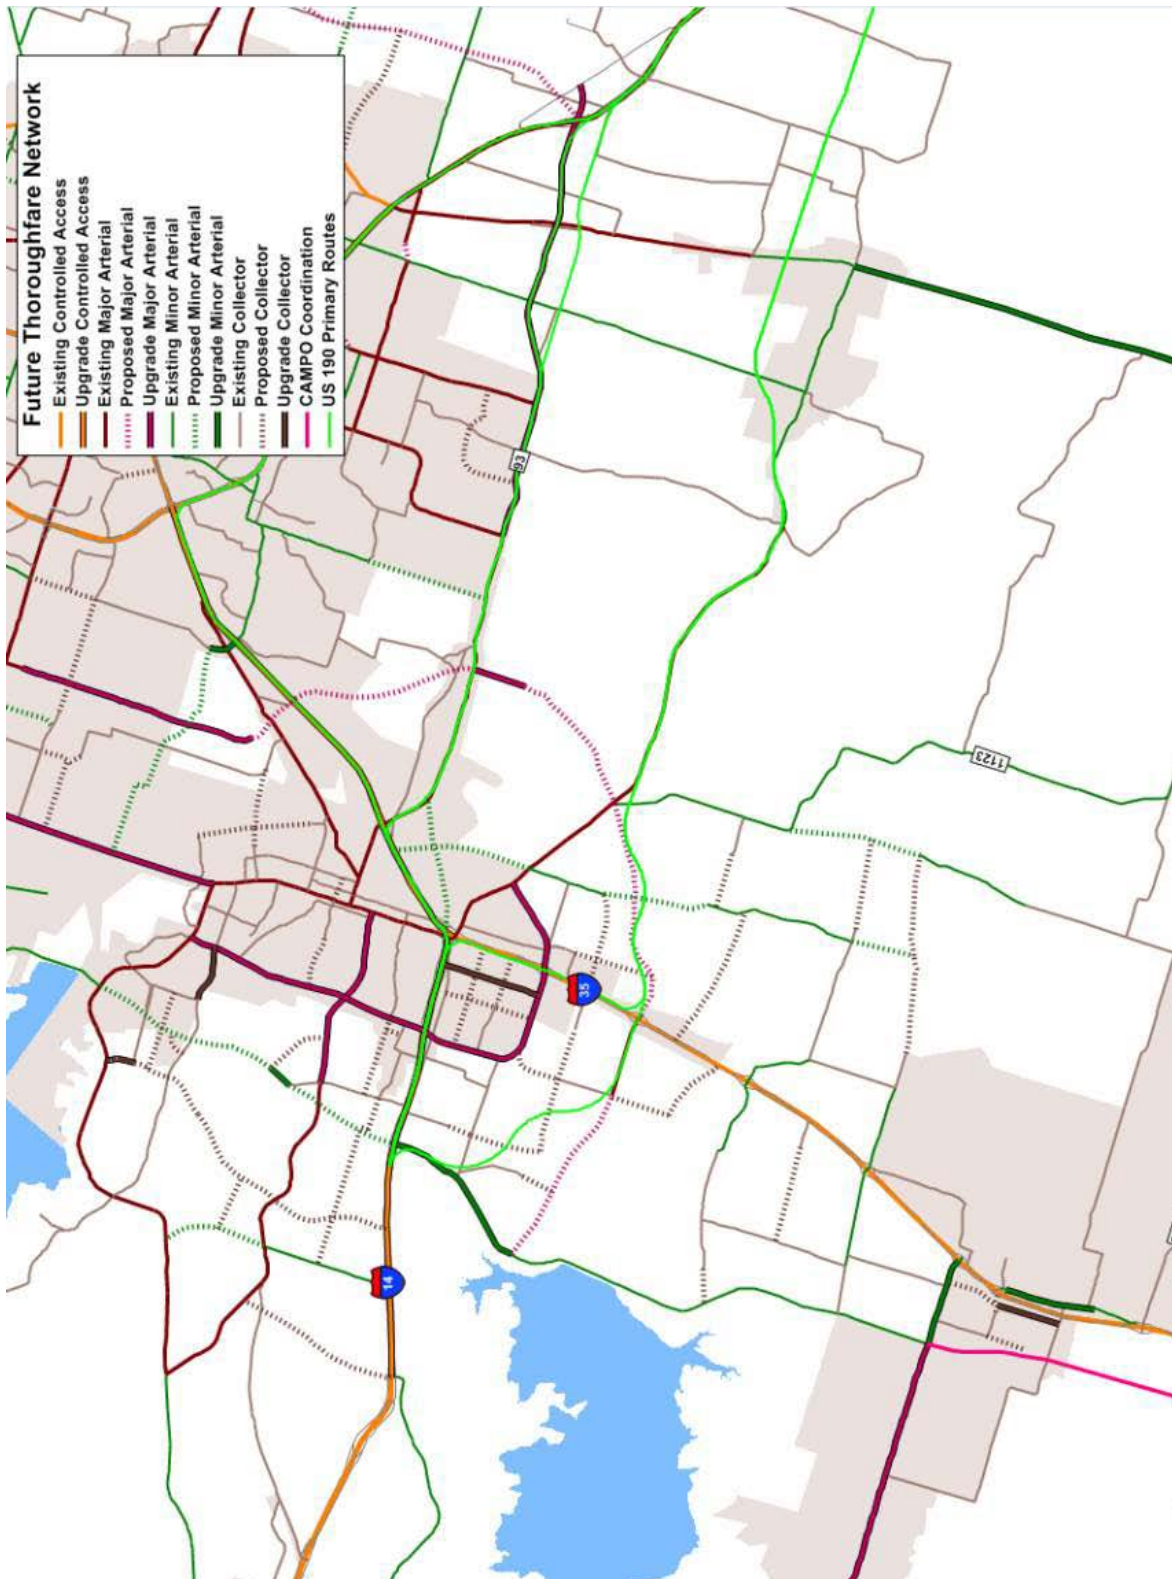 Future Thoroughfare Network
Existing Controlled Access
Upgrade Controlled Access
Existing Major Arterial
Proposed Major Arterial
Upgrade Major Arterial
Existing Minor Arterial
Proposed Minor Arterial
Upgrade Minor Arterial
Existing Collector
Proposed Collector
Upgrade Collector
CAMPO Coordination
US 190 Primary Routes
93
1123
35
14